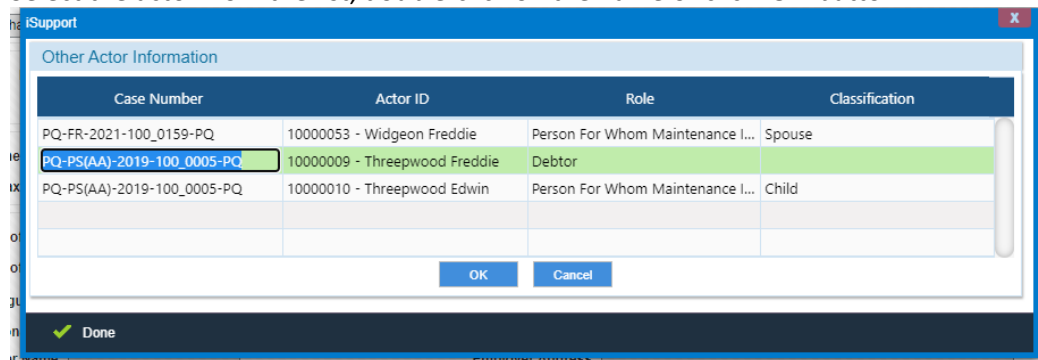 iSupport
X
Other Actor Information
Case Number Actor ID Role Classification
PQ-FR-2021-100_0159-PQ 10000053 - Widgeon Freddie Person For Whom Maintenance I... Spouse
PQ-PS(AA)-2019-100_0005-PQ 10000009 - Threepwood Freddie Debtor
PQ-PS(AA)-2019-100_0005-PQ 10000010 - Threepwood Edwin Person For Whom Maintenance I... Child
OK Cancel
Done